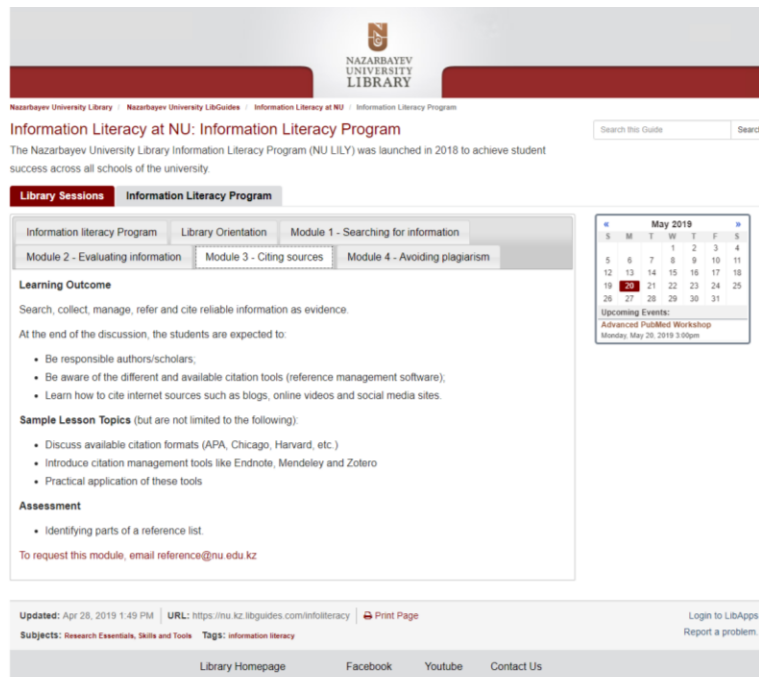 NAZARBAYEV
UNIVERSITY
LIBRARY
Nazarbayev University Library / Nazarbayev University LibGuides / Information Literacy at NU / Information Literacy Program
Information Literacy at NU: Information Literacy Program
Search this Guide Search
The Nazarbayev University Library Information Literacy Program (NU LILY) was launched in 2018 to achieve student
success across all schools of the university.
Library Sessions Information Literacy Program
Information literacy Program Library Orientation Module 1 - Searching for information
Module 2 - Evaluating information Module 3 - Citing sources Module 4 - Avoiding plagiarism
Learning Outcome
Search, collect, manage, refer and cite reliable information as evidence.
At the end of the discussion, the students are expected to:
• Be responsible authors/scholars;
• Be aware of the different and available citation tools (reference management software);
• Learn how to cite internet sources such as blogs, online videos and social media sites.
Sample Lesson Topics (but are not limited to the following):
• Discuss available citation formats (APA, Chicago, Harvard, etc.)
• Introduce citation management tools like Endnote, Mendeley and Zotero
• Practical application of these tools
Assessment
• Identifying parts of a reference list.
To request this module, email reference@nu.edu.kz
« May 2019 »
S M T W T F S
1 2 3 4
5 6 7 8 9 10 11
12 13 14 15 16 17 18
19 20 21 22 23 24 25
26 27 28 29 30 31
Upcoming Events:
Advanced PubMed Workshop
Monday, May 20, 2019 3:00pm
Updated: Apr 28, 2019 1:49 PM | URL: https://nu.kz.libguides.com/infoliteracy | Print Page
Login to LibApps
Subjects: Research Essentials, Skills and Tools Tags: information literacy
Report a problem.
Library Homepage Facebook Youtube Contact Us